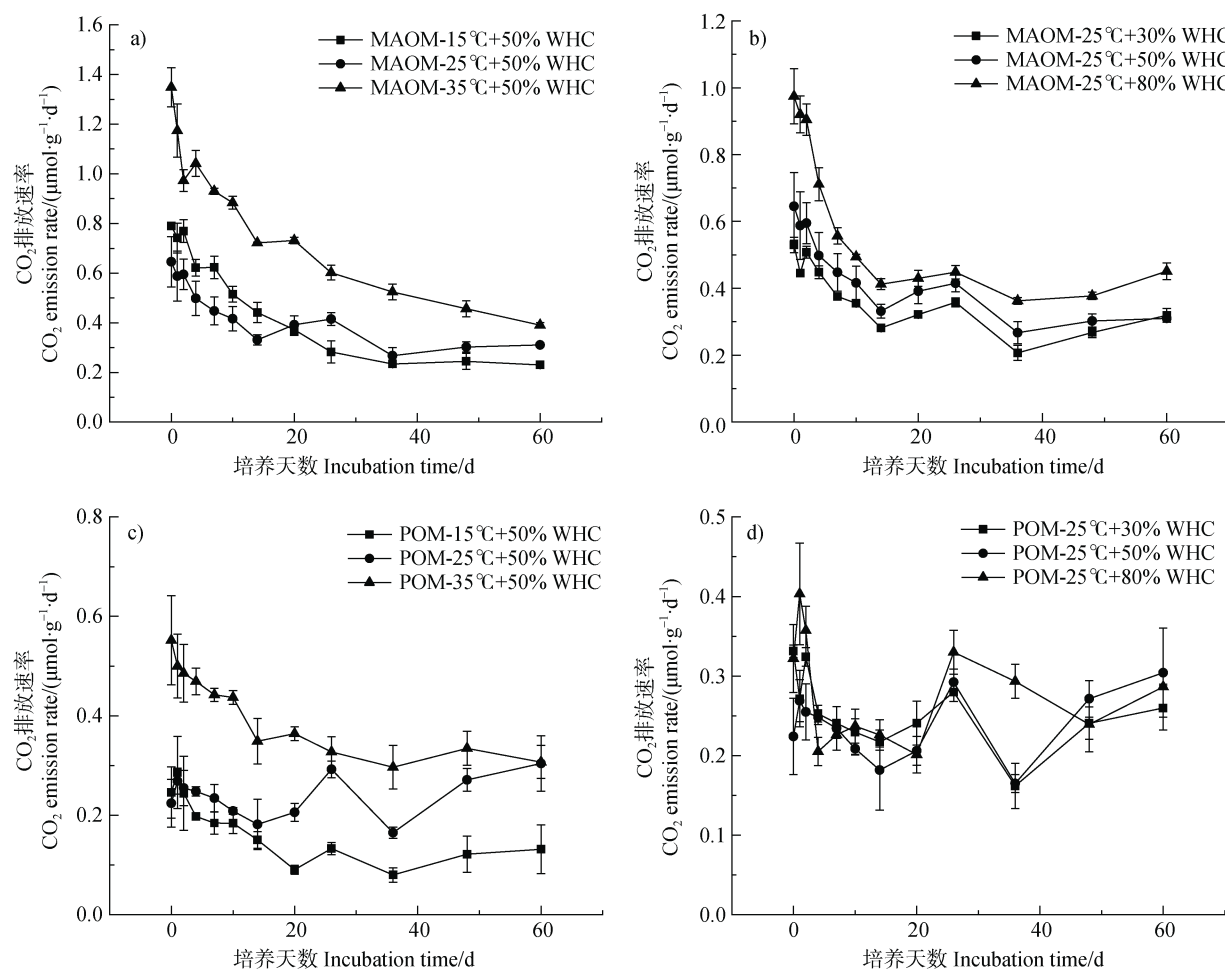 a)
MAOM-15℃+50% WHC
MAOM-25℃+50% WHC
MAOM-35℃+50% WHC
1.6
1.4
1.2
1.0
0.8
0.6
0.4
0.2
0.0
CO₂排放速率
CO₂ emission rate/(μmol·g⁻¹·d⁻¹)
0 20 40 60
培养天数 Incubation time/d
b)
MAOM-25℃+30% WHC
MAOM-25℃+50% WHC
MAOM-25℃+80% WHC
1.2
1.0
0.8
0.6
0.4
0.2
0.0
CO₂排放速率
CO₂ emission rate/(μmol·g⁻¹·d⁻¹)
0 20 40 60
培养天数 Incubation time/d
c)
POM-15℃+50% WHC
POM-25℃+50% WHC
POM-35℃+50% WHC
0.8
0.6
0.4
0.2
0.0
CO₂排放速率
CO₂ emission rate/(μmol·g⁻¹·d⁻¹)
0 20 40 60
培养天数 Incubation time/d
d)
POM-25℃+30% WHC
POM-25℃+50% WHC
POM-25℃+80% WHC
0.5
0.4
0.3
0.2
0.1
0.0
CO₂排放速率
CO₂ emission rate/(μmol·g⁻¹·d⁻¹)
0 20 40 60
培养天数 Incubation time/d